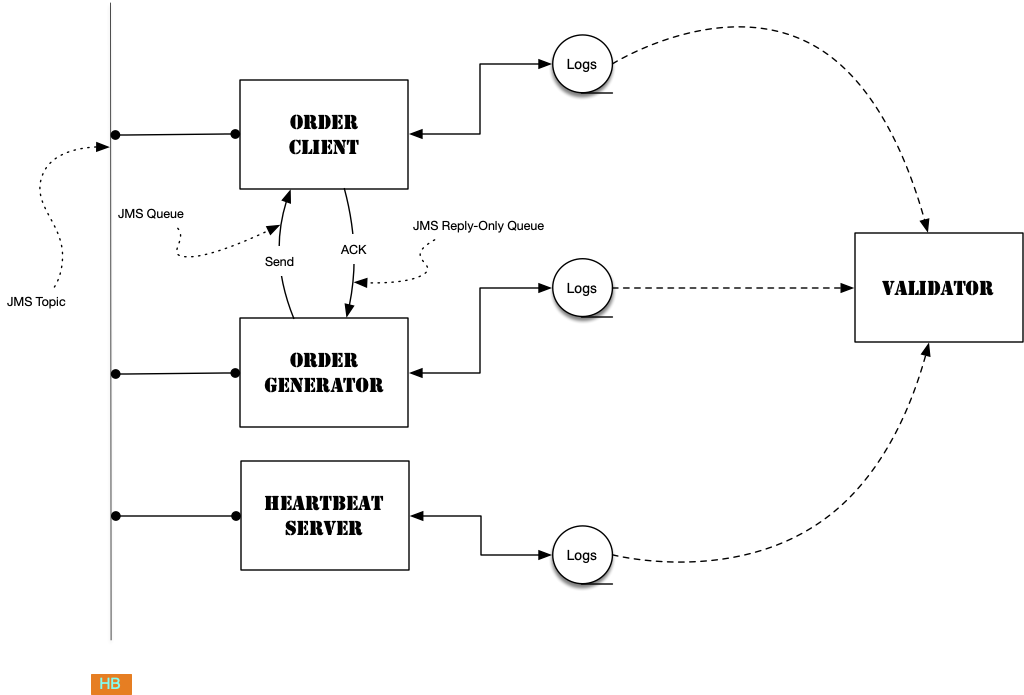 Logs
ORDER
CLIENT
JMS Queue
JMS Reply-Only Queue
ACK
Send
JMS Topic
Logs
VALIDATOR
ORDER
GENERATOR
HEARTBEAT
SERVER
Logs
HB